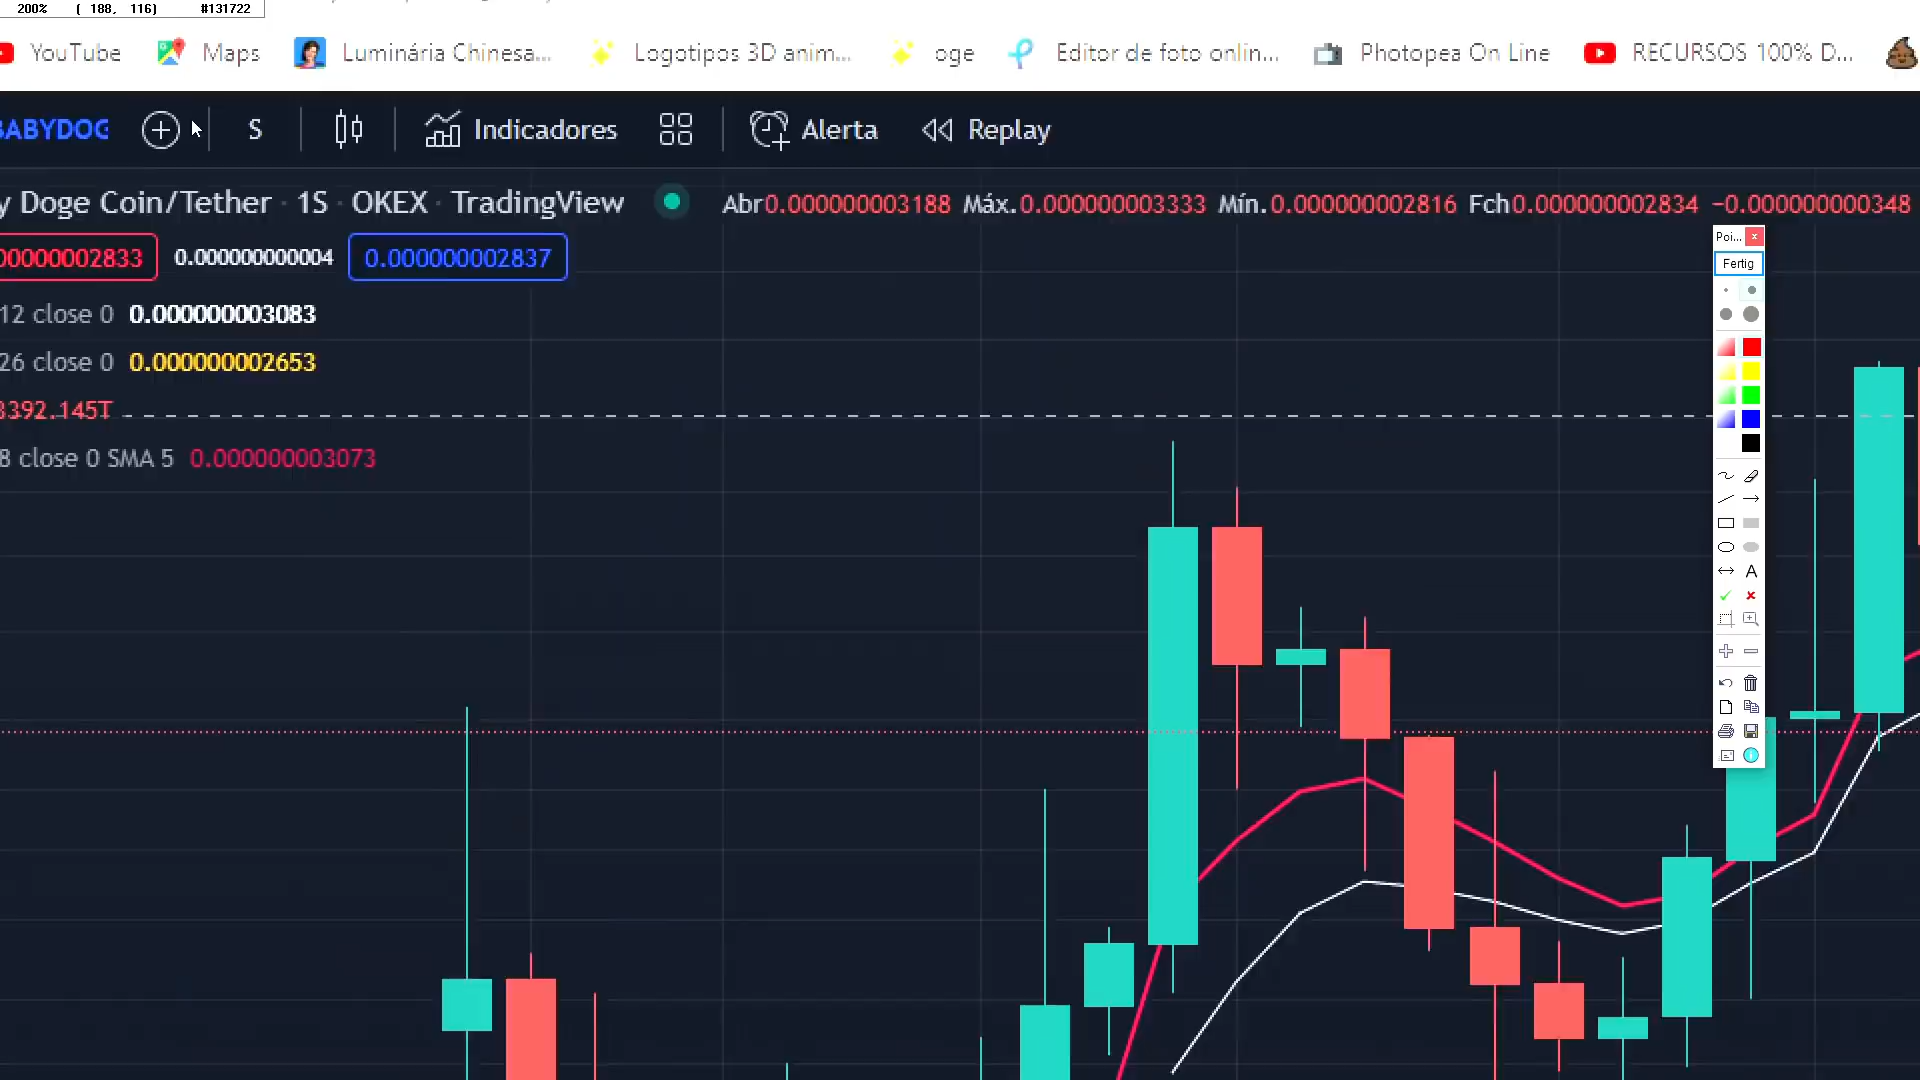 200% ( 188, 116) #131722
YouTube Maps Luminária Chinesa... Logotipos 3D anim... oge Editor de foto onlin... Photopea On Line RECURSOS 100% D...
BABYDOG S Indicadores Alerta Replay
y Doge Coin/Tether · 1S · OKEX · TradingView Abr0.000000003188 Máx.0.000000003333 Mín.0.000000002816 Fch0.000000002834 −0.000000000348
00000002833 0.000000000004 0.000000002837
12 close 0 0.000000003083
26 close 0 0.000000002653
3392.145T
8 close 0 SMA 5 0.000000003073
Poi...
Fertig
A